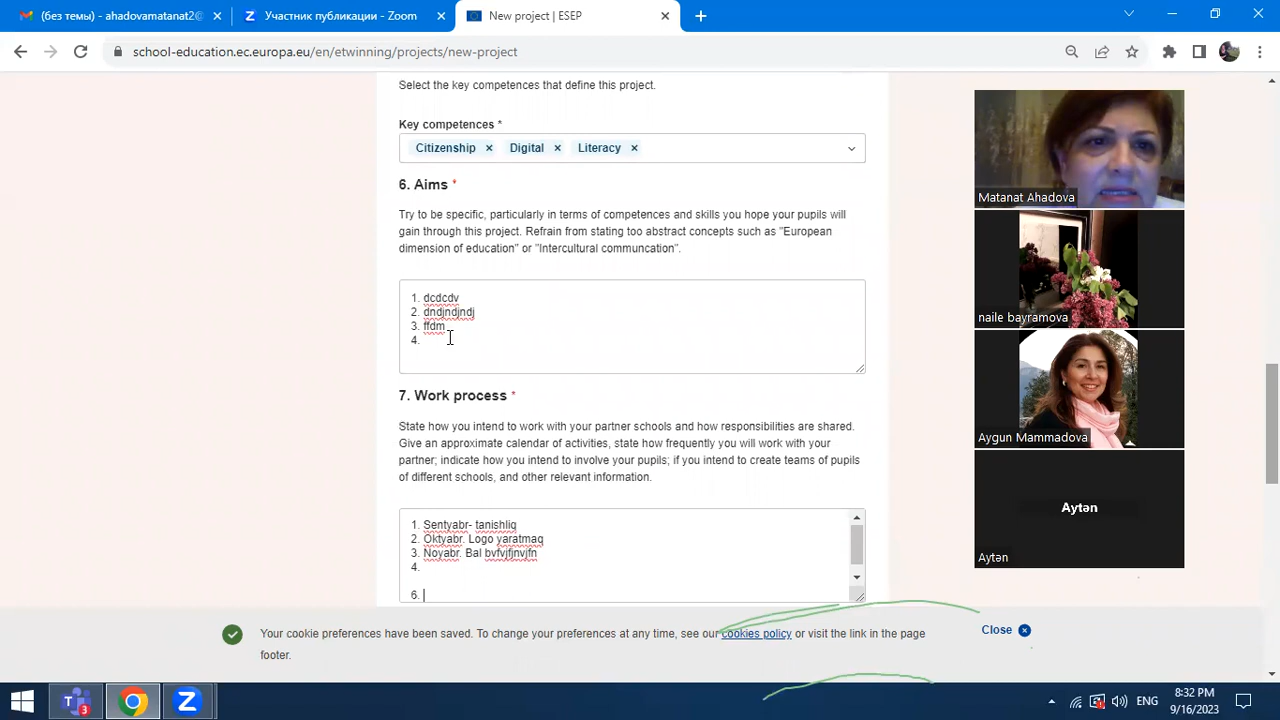 (без темы) - ahadovamatanat2@
Участник публикации - Zoom
New project | ESEP
school-education.ec.europa.eu/en/etwinning/projects/new-project
Select the key competences that define this project.
Key competences *
Citizenship × Digital × Literacy ×
6. Aims *
Try to be specific, particularly in terms of competences and skills you hope your pupils will
gain through this project. Refrain from stating too abstract concepts such as "European
dimension of education" or "Intercultural communcation".
1. dcdcdv
2. dndjndjndj
3. ffdm
4.
7. Work process *
State how you intend to work with your partner schools and how responsibilities are shared.
Give an approximate calendar of activities, state how frequently you will work with your
partner; indicate how you intend to involve your pupils; if you intend to create teams of pupils
of different schools, and other relevant information.
1. Sentyabr- tanishliq
2. Oktyabr. Logo yaratmaq
3. Noyabr. Bal bvfvjfjnvjfn
4.
6.
Your cookie preferences have been saved. To change your preferences at any time, see our cookies policy or visit the link in the page
footer.
Close
Matanat Ahadova
naile bayramova
Aygun Mammadova
Aytən
Aytən
3
ENG
8:32 PM
9/16/2023